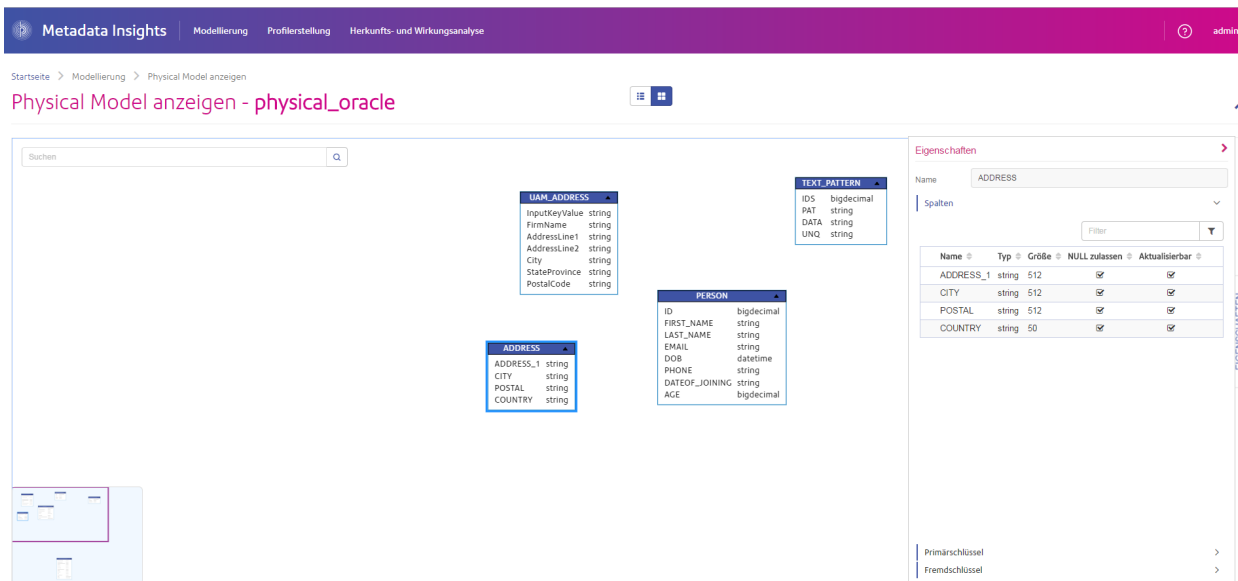 Metadata Insights Modellierung Profilerstellung Herkunfts- und Wirkungsanalyse admin
Startseite > Modellierung > Physical Model anzeigen
Physical Model anzeigen - physical_oracle
Suchen
UAM_ADDRESS
InputKeyValue string
FirmName string
AddressLine1 string
AddressLine2 string
City string
StateProvince string
PostalCode string
TEXT_PATTERN
IDS bigdecimal
PAT string
DATA string
UNQ string
PERSON
ID bigdecimal
FIRST_NAME string
LAST_NAME string
EMAIL string
DOB datetime
PHONE string
DATEOF_JOINING string
AGE bigdecimal
ADDRESS
ADDRESS_1 string
CITY string
POSTAL string
COUNTRY string
Eigenschaften
Name ADDRESS
Spalten
Filter
Name Typ Größe NULL zulassen Aktualisierbar
ADDRESS_1 string 512
CITY string 512
POSTAL string 512
COUNTRY string 50
Primärschlüssel
Fremdschlüssel